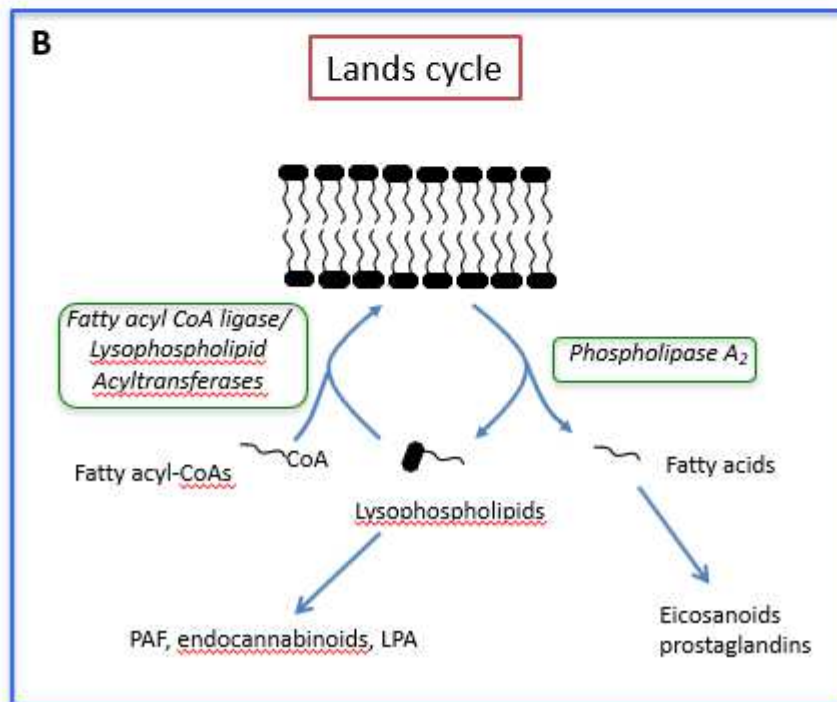 B
Lands cycle
Fatty acyl CoA ligase/
Lysophospholipid
Acyltransferases
Phospholipase A₂
Fatty acyl-CoAs
CoA
Fatty acids
Lysophospholipids
PAF, endocannabinoids, LPA
Eicosanoids
prostaglandins